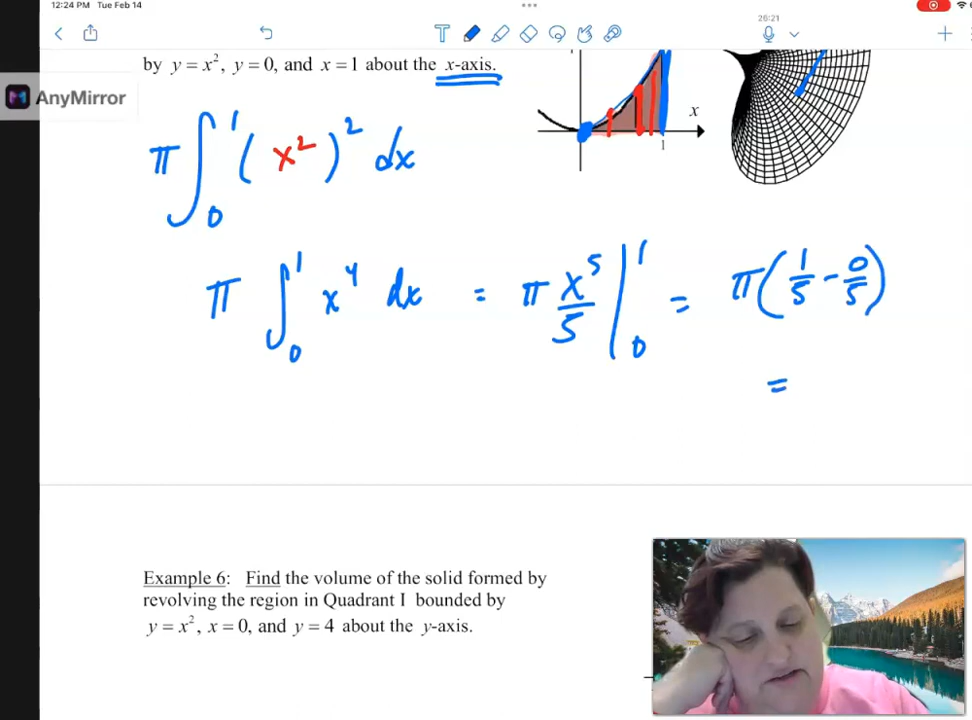 12:24 PM Tue Feb 14
26:21
by y = x², y = 0, and x = 1 about the x-axis.
AnyMirror
x
1
π ∫₀¹ ( x² )² dx
π ∫₀¹ x⁴ dx = π x⁵/5 |₀¹ = π(1/5 - 0/5)
=
Example 6: Find the volume of the solid formed by
revolving the region in Quadrant I bounded by
y = x², x = 0, and y = 4 about the y-axis.